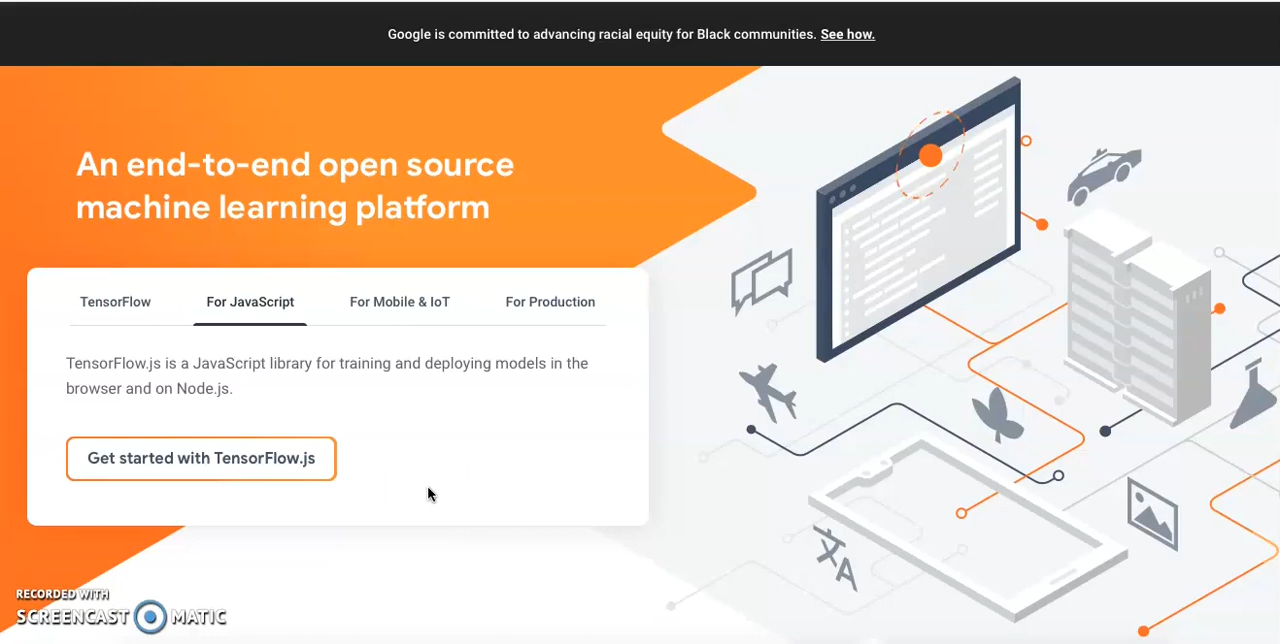 Google is committed to advancing racial equity for Black communities. See how.
An end-to-end open source
machine learning platform
TensorFlow
For JavaScript
For Mobile & IoT
For Production
TensorFlow.js is a JavaScript library for training and deploying models in the
browser and on Node.js.
Get started with TensorFlow.js
文A
RECORDED WITH
SCREENCAST MATIC